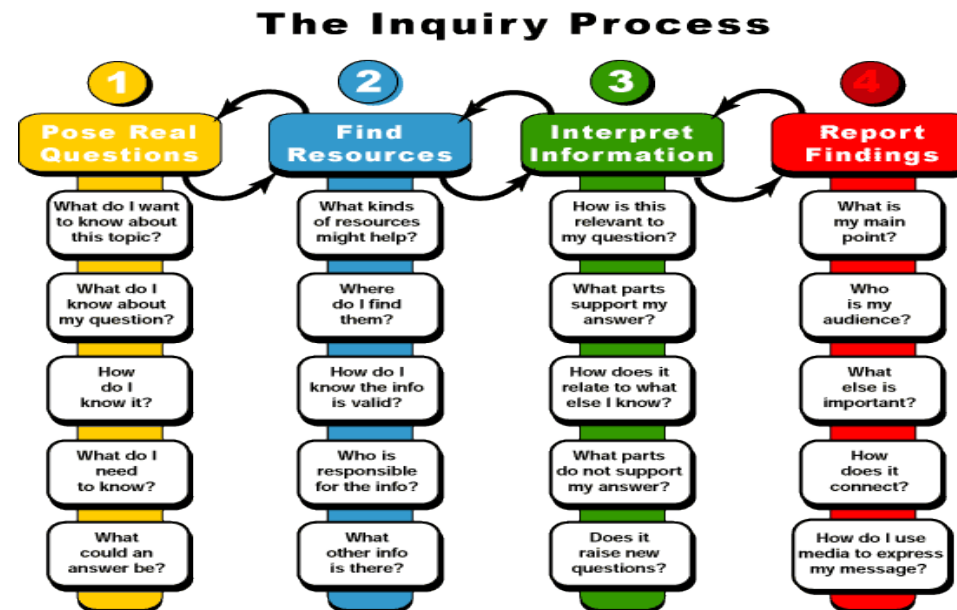 The Inquiry Process
1
Pose Real
Questions
What do I want
to know about
this topic?
What do I
know about
my question?
How
do I
know it?
What do I
need
to know?
What
could an
answer be?
2
Find
Resources
What kinds
of resources
might help?
Where
do I find
them?
How do I
know the info
is valid?
Who is
responsible
for the info?
What
other info
is there?
3
Interpret
Information
How is this
relevant to
my question?
What parts
support my
answer?
How does it
relate to what
else I know?
What parts
do not support
my answer?
Does it
raise new
questions?
4
Report
Findings
What is
my main
point?
Who
is my
audience?
What
else is
important?
How
does it
connect?
How do I use
media to express
my message?